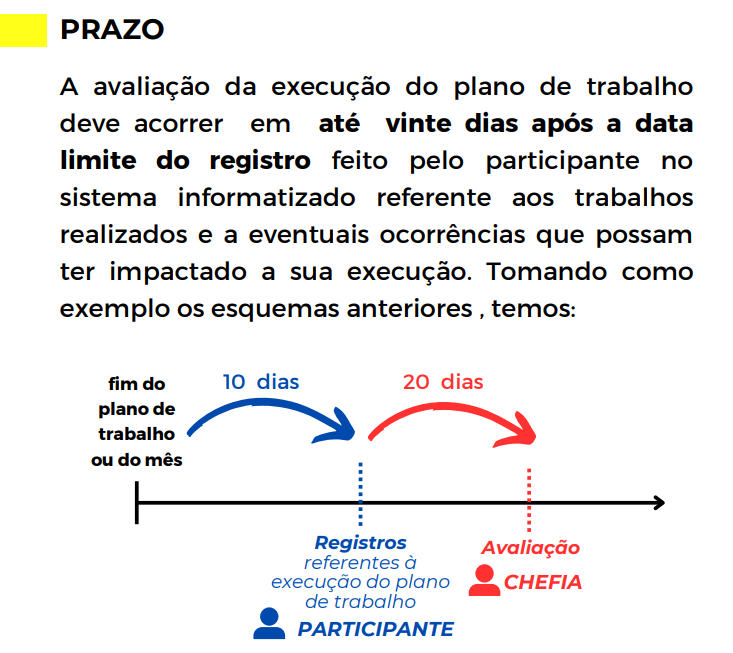 PRAZO
A avaliação da execução do plano de trabalho
deve acorrer em até vinte dias após a data
limite do registro feito pelo participante no
sistema informatizado referente aos trabalhos
realizados e a eventuais ocorrências que possam
ter impactado a sua execução. Tomando como
exemplo os esquemas anteriores , temos:
fim do
plano de
trabalho
ou do mês
10 dias
20 dias
Registros
referentes à
execução do plano
de trabalho
PARTICIPANTE
Avaliação
CHEFIA